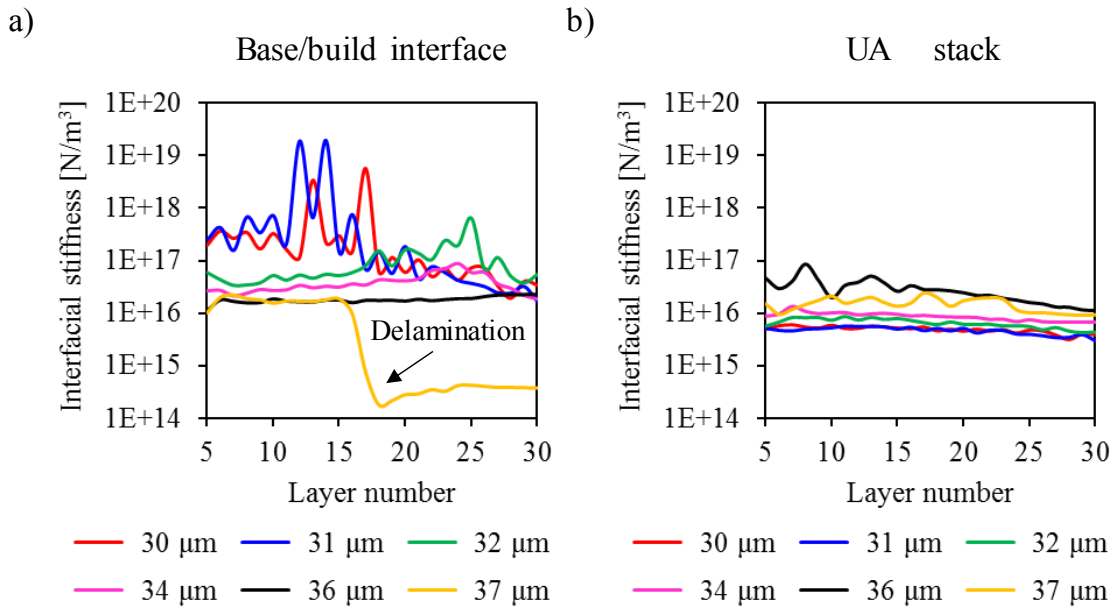 a)
Base/build interface
Interfacial stiffness [N/m³]
1E+20
1E+19
1E+18
1E+17
1E+16
1E+15
1E+14
Delamination
5 10 15 20 25 30
Layer number
30 μm 31 μm 32 μm
34 μm 36 μm 37 μm
b)
UA stack
Interfacial stiffness [N/m³]
1E+20
1E+19
1E+18
1E+17
1E+16
1E+15
1E+14
5 10 15 20 25 30
Layer number
30 μm 31 μm 32 μm
34 μm 36 μm 37 μm